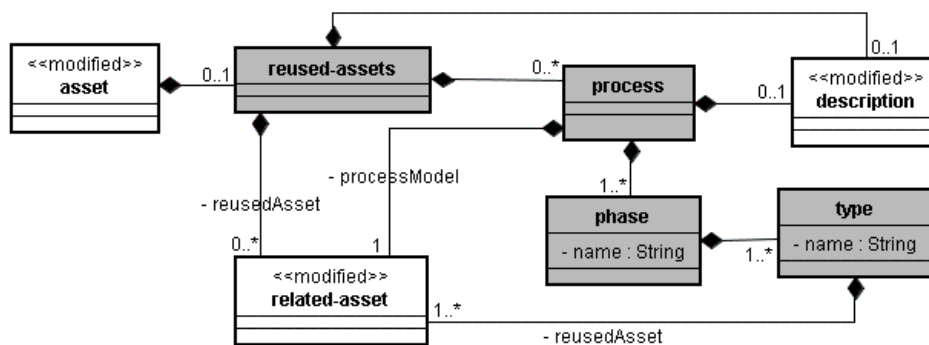 <<modified>>
asset
0..1
reused-assets
0..*
process
0..1
0..1
<<modified>>
description
- processModel
- reusedAsset
1..*
phase
- name : String
1..*
type
- name : String
0..*
1
<<modified>>
related-asset
1..*
- reusedAsset